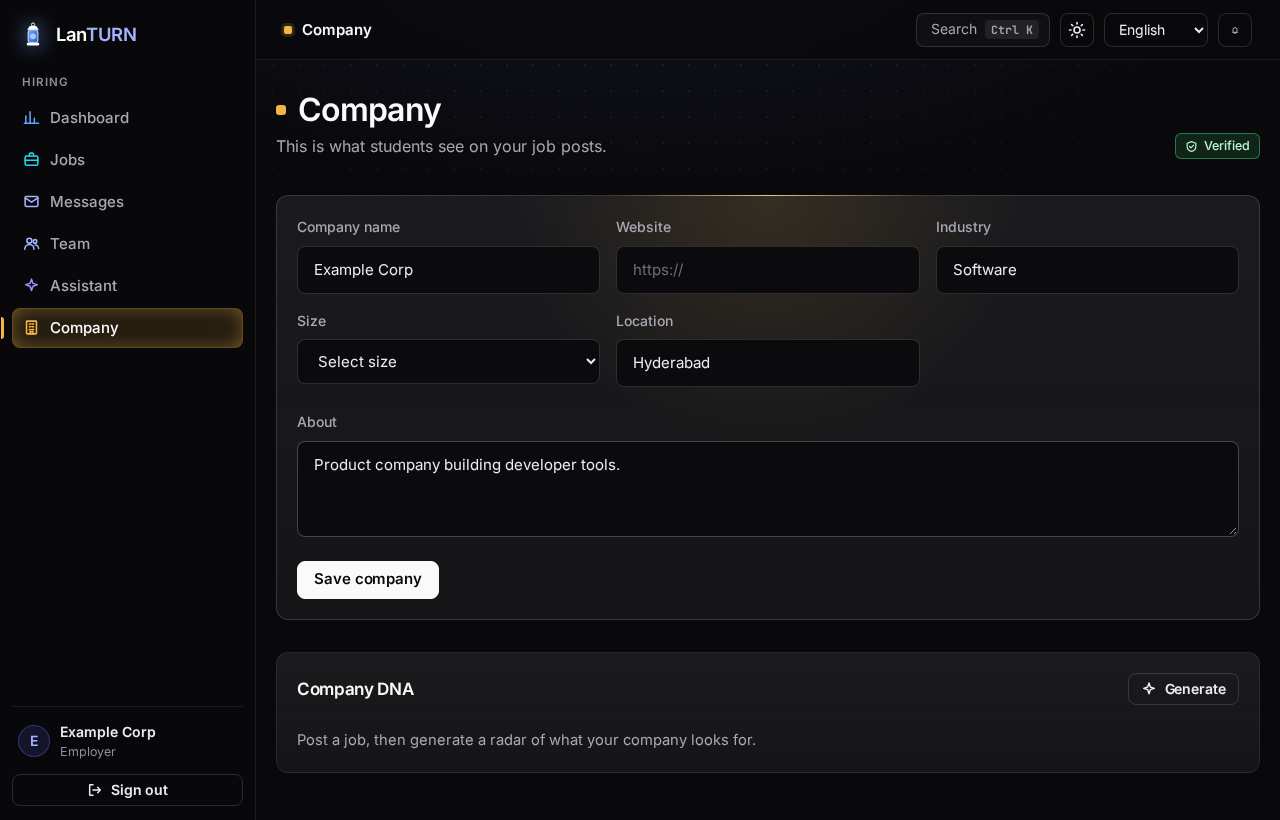 LanTURN
HIRING
Dashboard
Jobs
Messages
Team
Assistant
Company
Example Corp
E
Employer
Sign out
Company
Search Ctrl K
English
Company
This is what students see on your job posts.
Verified
Company name
Website
Industry
Example Corp
https://
Software
Size
Location
Select size
Hyderabad
About
Product company building developer tools.
Save company
Company DNA
Generate
Post a job, then generate a radar of what your company looks for.